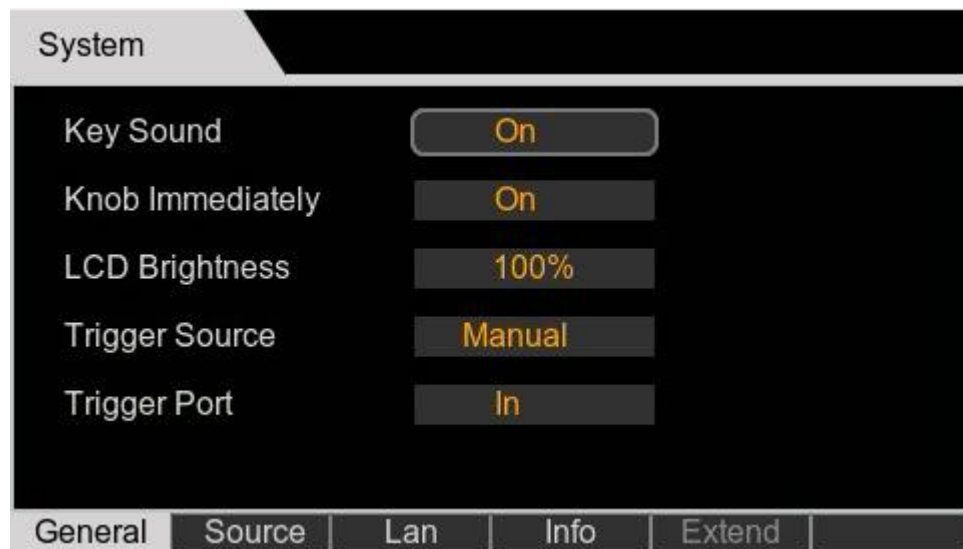 System
Key Sound On
Knob Immediately On
LCD Brightness 100%
Trigger Source Manual
Trigger Port In
General Source Lan Info Extend